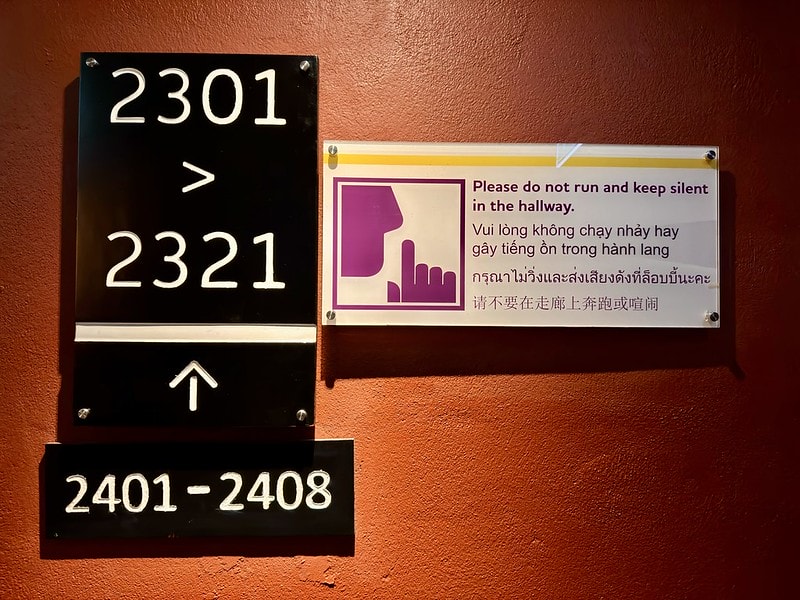 2301
>
2321
↑
2401-2408
Please do not run and keep silent
in the hallway.
Vui lòng không chạy nhảy hay
gây tiếng ồn trong hành lang
กรุณาไม่วิ่งและส่งเสียงดังที่ล็อบบี้นะคะ
请不要在走廊上奔跑或喧闹